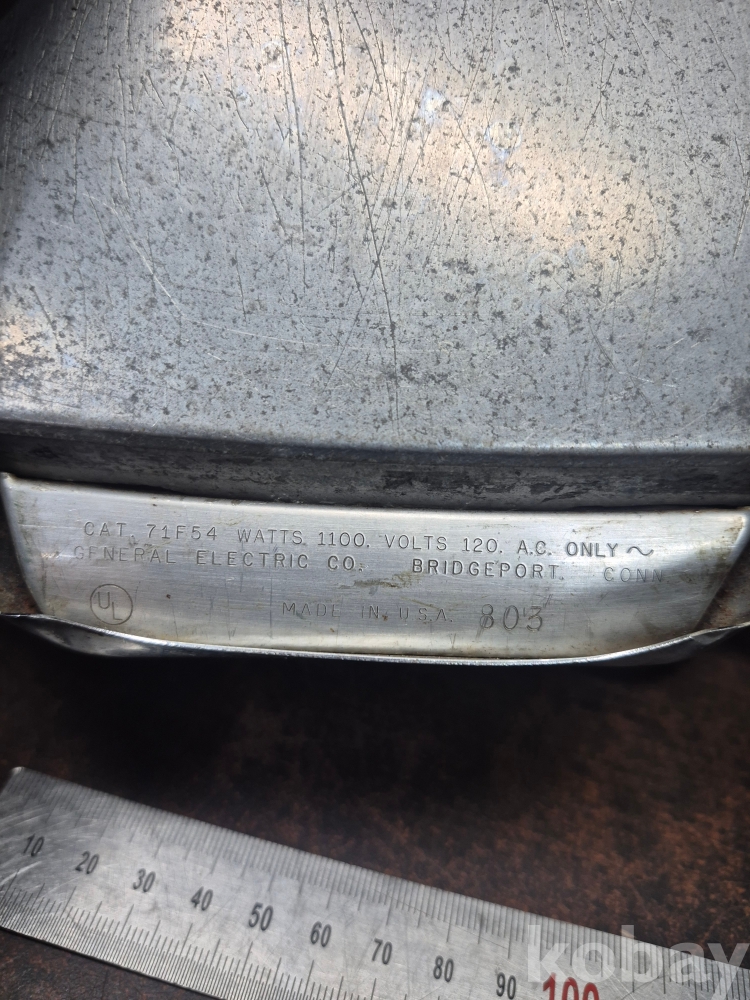 CAT. 71F54 WATTS. 1100. VOLTS 120. A.C. ONLY ~
GENERAL ELECTRIC CO. BRIDGEPORT. CONN
UL
MADE IN U.S.A. 803
10 20 30 40 50 60 70 80 90 100
kobay